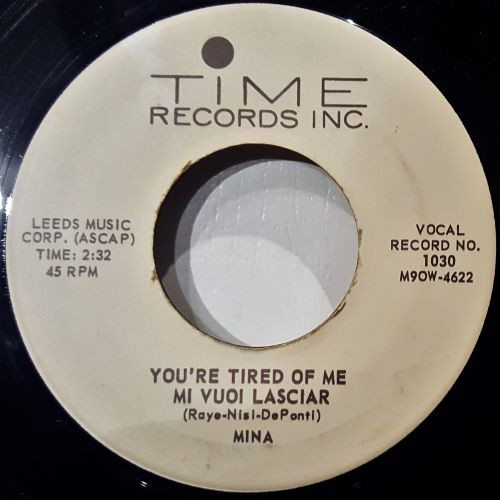 TIME
RECORDS INC.
LEEDS MUSIC
CORP. (ASCAP)
TIME: 2:32
45 RPM
VOCAL
RECORD NO.
1030
M9OW-4622
YOU'RE TIRED OF ME
MI VUOI LASCIAR
(Raye-Nisi-DePonti)
MINA